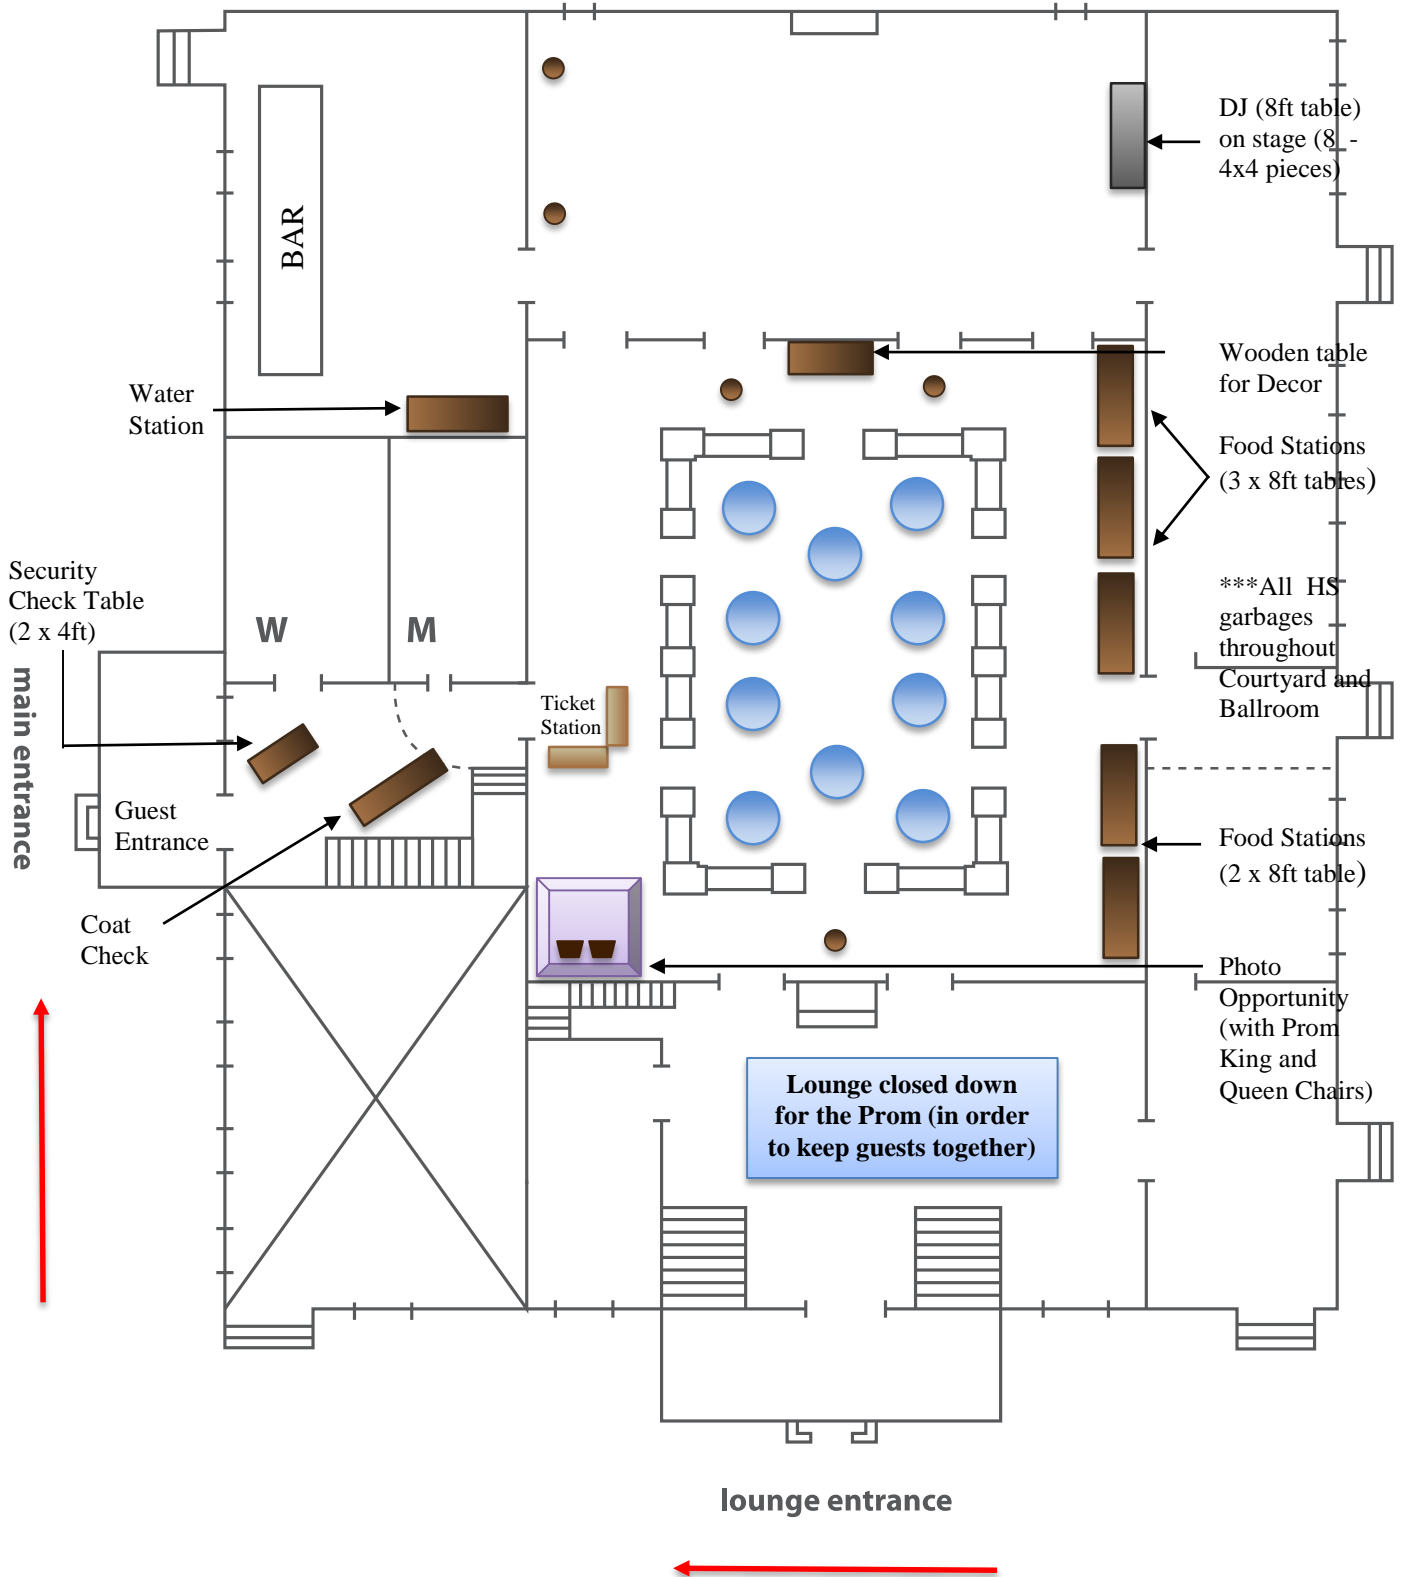 DJ (8ft table)
on stage (8 -
4x4 pieces)
BAR
Wooden table
for Decor
Water
Station
Food Stations
(3 x 8ft tables)
Security
Check Table
(2 x 4ft)
***All HS
garbages
throughout
Courtyard and
Ballroom
W
M
main entrance
Ticket
Station
Guest
Entrance
Food Stations
(2 x 8ft table)
Coat
Check
Photo
Opportunity
(with Prom
King and
Queen Chairs)
Lounge closed down
for the Prom (in order
to keep guests together)
lounge entrance